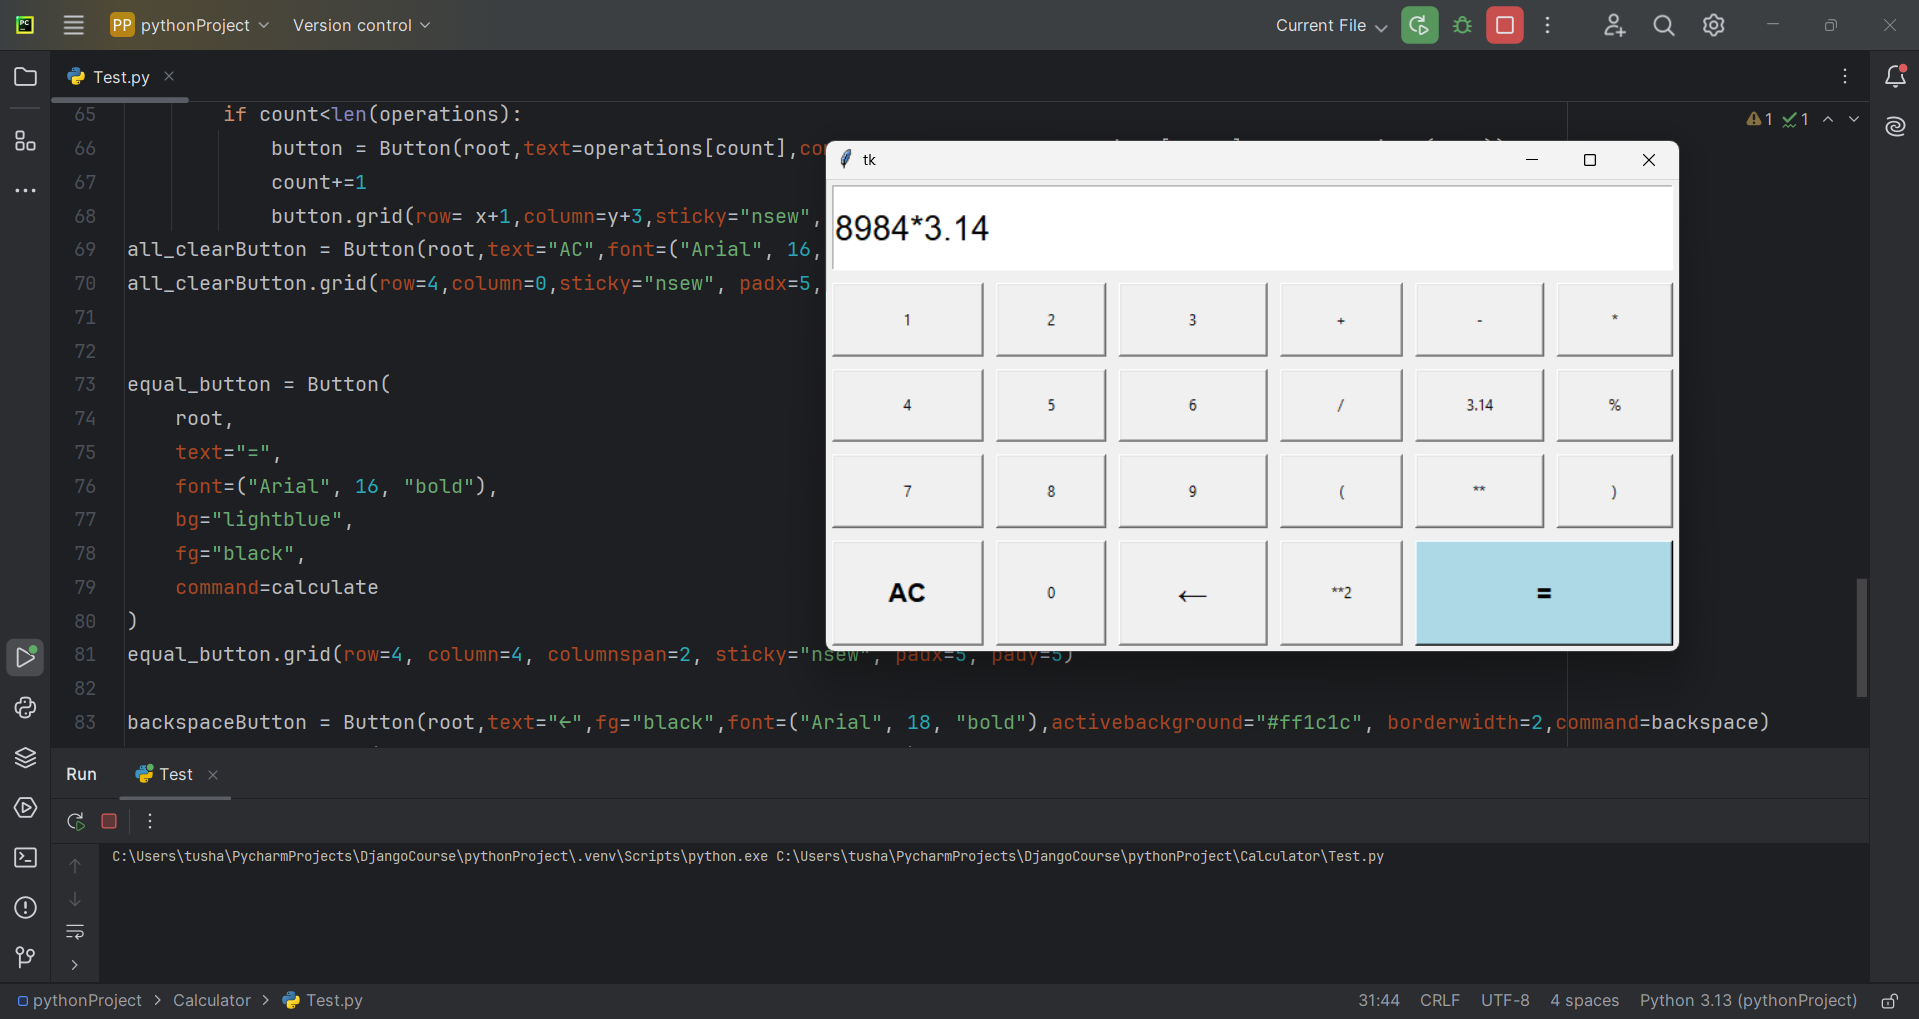 PP pythonProject Version control Current File
Test.py
65 if count<len(operations):
66 button = Button(root,text=operations[count],co
67 count+=1
68 button.grid(row= x+1,column=y+3,sticky="nsew",
69 all_clearButton = Button(root,text="AC",font=("Arial", 16,
70 all_clearButton.grid(row=4,column=0,sticky="nsew", padx=5,
71
72
73 equal_button = Button(
74 root,
75 text="=",
76 font=("Arial", 16, "bold"),
77 bg="lightblue",
78 fg="black",
79 command=calculate
80 )
81 equal_button.grid(row=4, column=4, columnspan=2, sticky="nsew", padx=5, pady=5)
82
83 backspaceButton = Button(root,text="←",fg="black",font=("Arial", 18, "bold"),activebackground="#ff1c1c", borderwidth=2,command=backspace)
1 1
tk
8984*3.14
1 2 3 + - *
4 5 6 / 3.14 %
7 8 9 ( ** )
AC 0 ← **2 =
Run Test
C:\Users\tusha\PycharmProjects\DjangoCourse\pythonProject\.venv\Scripts\python.exe C:\Users\tusha\PycharmProjects\DjangoCourse\pythonProject\Calculator\Test.py
pythonProject > Calculator > Test.py 31:44 CRLF UTF-8 4 spaces Python 3.13 (pythonProject)